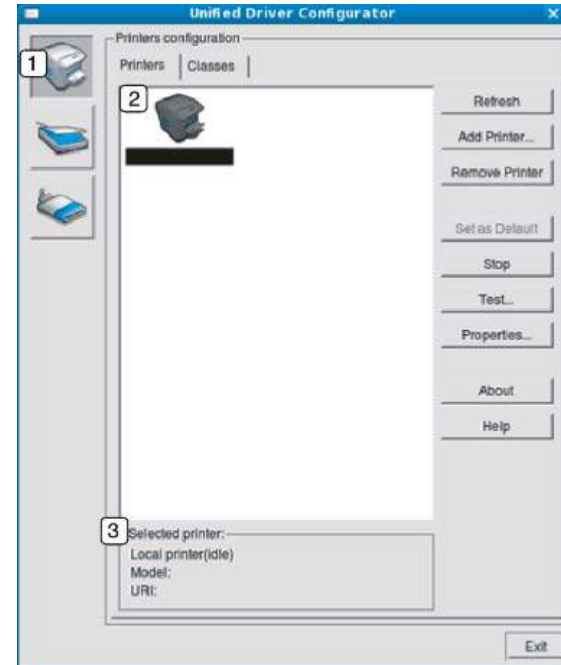 Unified Driver Configurator
Printers configuration
Printers
Classes
1
2
Refresh
Add Printer...
Remove Printer
Set as Default
Stop
Test...
Properties...
About
Help
3
Selected printer:
Local printer(idle)
Model:
URI:
Exit